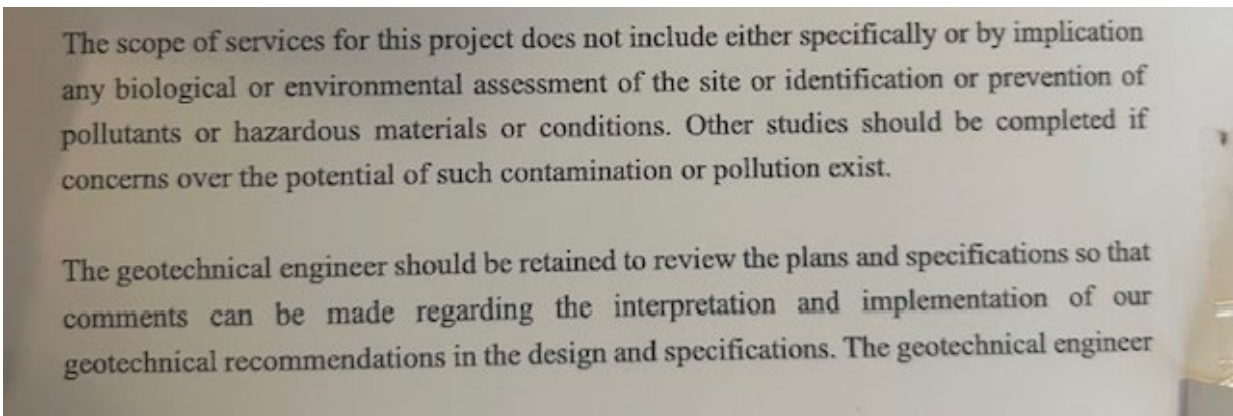 The scope of services for this project does not include either specifically or by implication
any biological or environmental assessment of the site or identification or prevention of
pollutants or hazardous materials or conditions. Other studies should be completed if
concerns over the potential of such contamination or pollution exist.
The geotechnical engineer should be retained to review the plans and specifications so that
comments can be made regarding the interpretation and implementation of our
geotechnical recommendations in the design and specifications. The geotechnical engineer